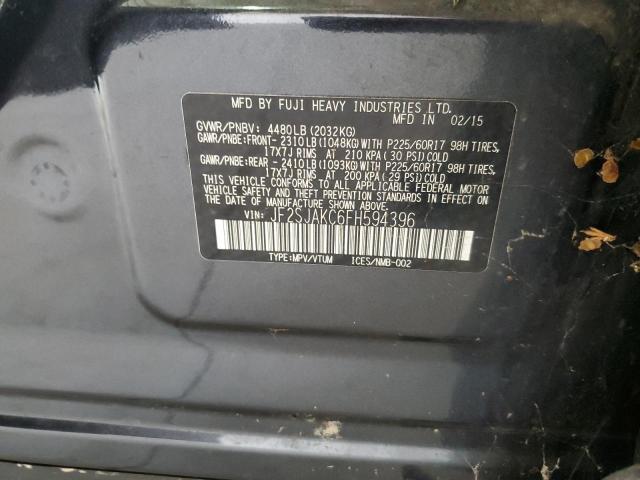 MFD BY FUJI HEAVY INDUSTRIES LTD.
MFD IN 02/15
GVWR/PNBV: 4480LB(2032KG)
GAWR/PNBE:FRONT-2310LB(1048KG)WITH P225/60R17 98H TIRES,
17X7J RIMS AT 210 KPA(30 PSI)COLD
GAWR/PNBE:REAR -2410LB(1093KG)WITH P225/60R17 98H TIRES,
17X7J RIMS AT 200 KPA(29 PSI)COLD
THIS VEHICLE CONFORMS TO ALL APPLICABLE FEDERAL MOTOR
VEHICLE SAFETY AND THEFT PREVENTION STANDARDS IN EFFECT
ON THE DATE OF MANUFACTURE SHOWN ABOVE.
VIN: JF2SJAKC6FH594396
TYPE:MPV/VTUM ICES/NMB-002